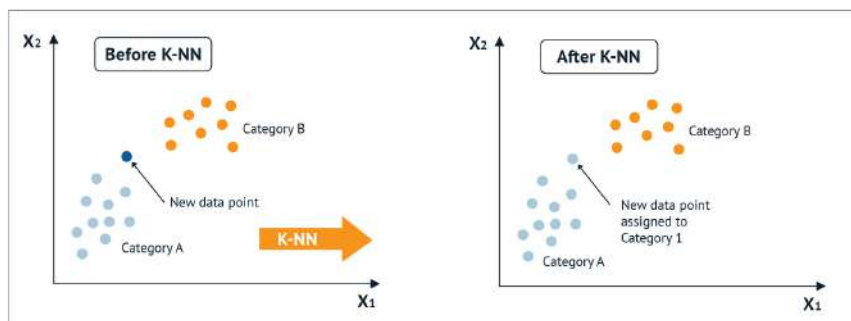 X2
Before K-NN
Category B
New data point
Category A
K-NN
X1
X2
After K-NN
Category B
New data point
assigned to
Category 1
Category A
X1